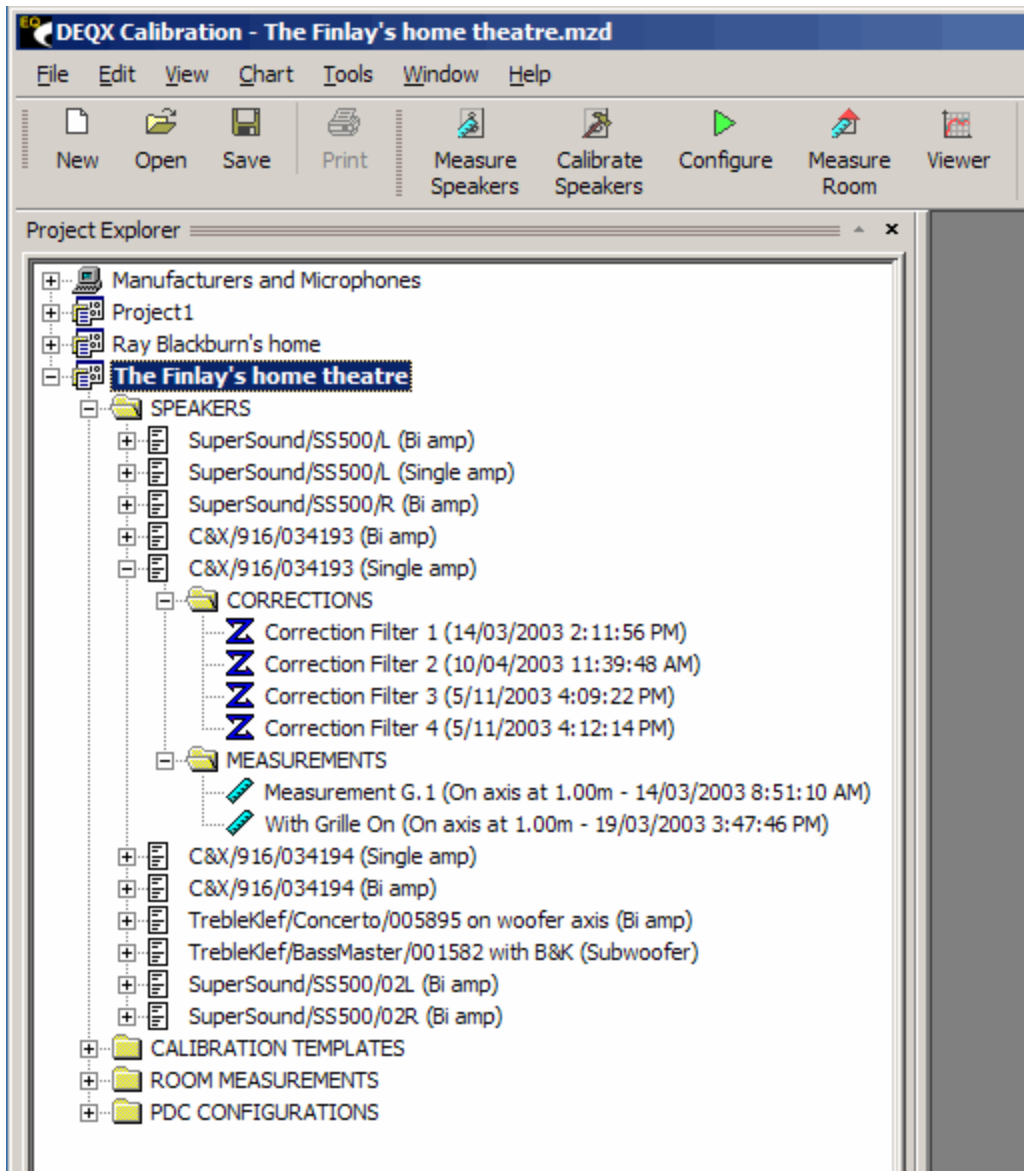 EQ DEQX Calibration - The Finlay's home theatre.mzd
File Edit View Chart Tools Window Help
New Open Save Print Measure Speakers Calibrate Speakers Configure Measure Room Viewer
Project Explorer
Manufacturers and Microphones
Project1
Ray Blackburn's home
The Finlay's home theatre
SPEAKERS
SuperSound/SS500/L (Bi amp)
SuperSound/SS500/L (Single amp)
SuperSound/SS500/R (Bi amp)
C&X/916/034193 (Bi amp)
C&X/916/034193 (Single amp)
CORRECTIONS
Correction Filter 1 (14/03/2003 2:11:56 PM)
Correction Filter 2 (10/04/2003 11:39:48 AM)
Correction Filter 3 (5/11/2003 4:09:22 PM)
Correction Filter 4 (5/11/2003 4:12:14 PM)
MEASUREMENTS
Measurement G.1 (On axis at 1.00m - 14/03/2003 8:51:10 AM)
With Grille On (On axis at 1.00m - 19/03/2003 3:47:46 PM)
C&X/916/034194 (Single amp)
C&X/916/034194 (Bi amp)
TrebleKlef/Concerto/005895 on woofer axis (Bi amp)
TrebleKlef/BassMaster/001582 with B&K (Subwoofer)
SuperSound/SS500/02L (Bi amp)
SuperSound/SS500/02R (Bi amp)
CALIBRATION TEMPLATES
ROOM MEASUREMENTS
PDC CONFIGURATIONS